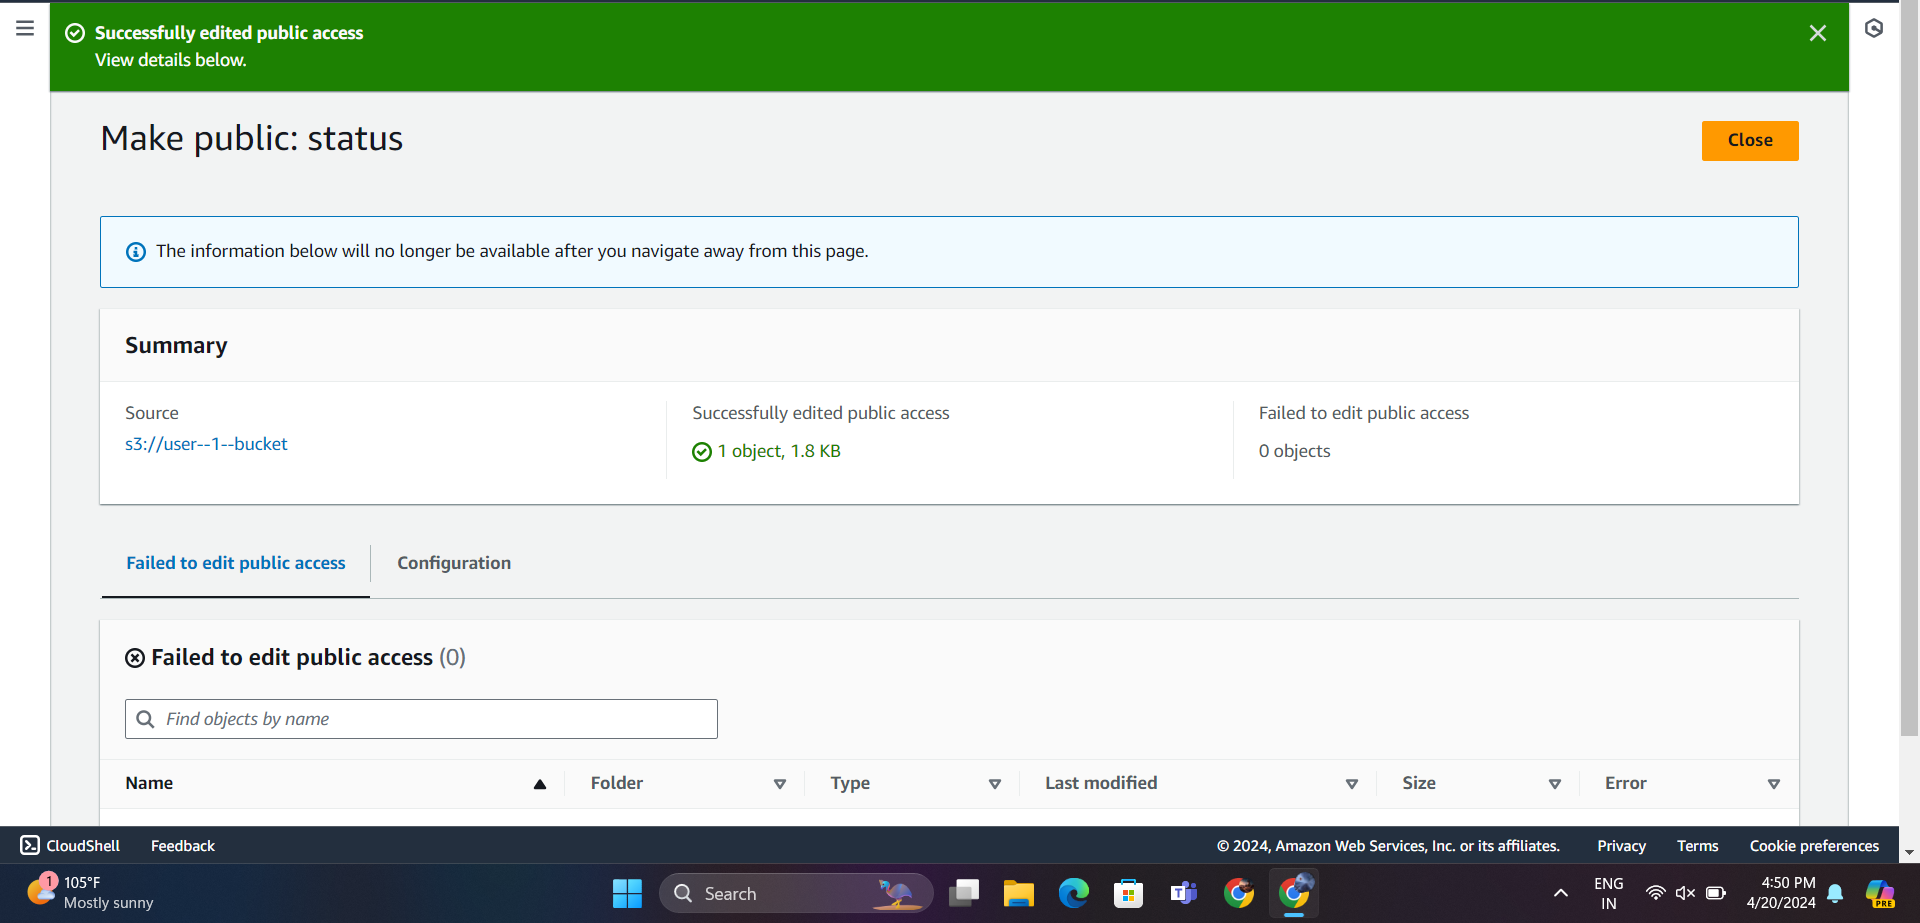 Successfully edited public access
View details below.
Make public: status
Close
The information below will no longer be available after you navigate away from this page.
Summary
Source
s3://user--1--bucket
Successfully edited public access
1 object, 1.8 KB
Failed to edit public access
0 objects
Failed to edit public access
Configuration
Failed to edit public access (0)
Find objects by name
Name Folder Type Last modified Size Error
CloudShell Feedback © 2024, Amazon Web Services, Inc. or its affiliates. Privacy Terms Cookie preferences
1
105°F
Mostly sunny
Search
ENG
IN
4:50 PM
4/20/2024
PRE